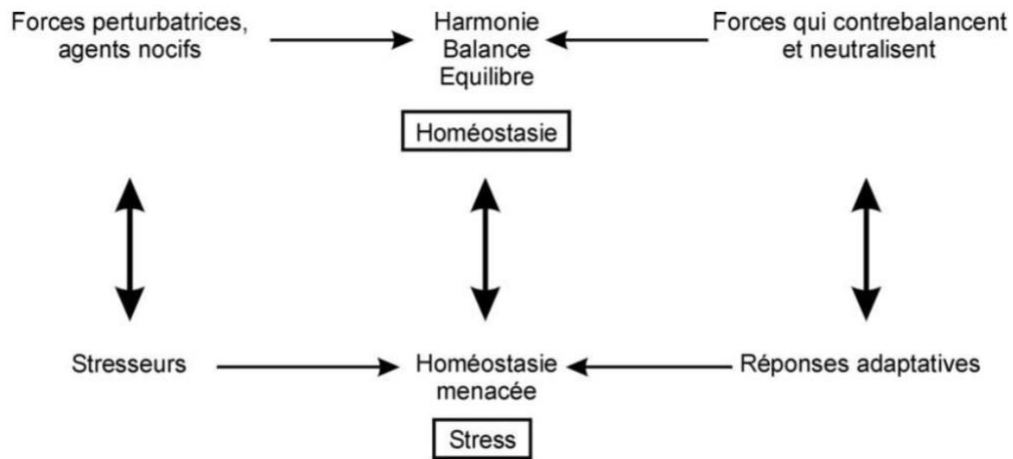 Forces perturbatrices,
agents nocifs
Harmonie
Balance
Equilibre
Forces qui contrebalancent
et neutralisent
Homéostasie
Stresseurs
Homéostasie
menacée
Réponses adaptatives
Stress